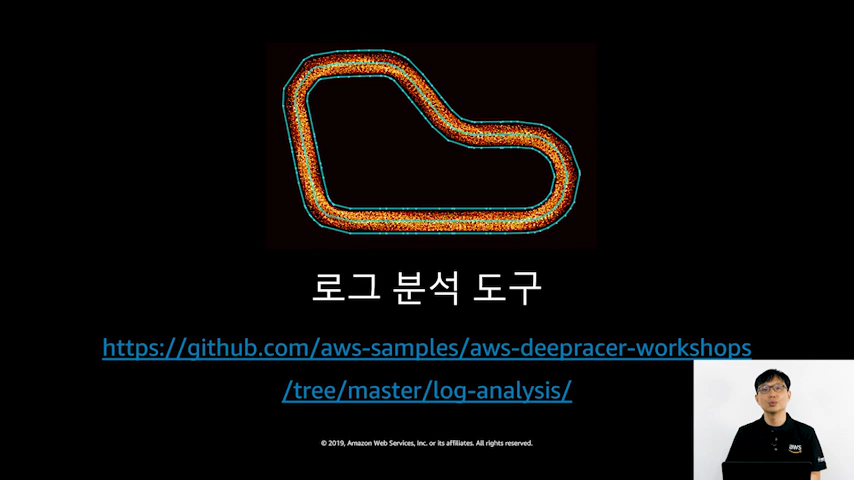 로그 분석 도구
https://github.com/aws-samples/aws-deepracer-workshops
/tree/master/log-analysis/
© 2019, Amazon Web Services, Inc. or its affiliates. All rights reserved.
aws